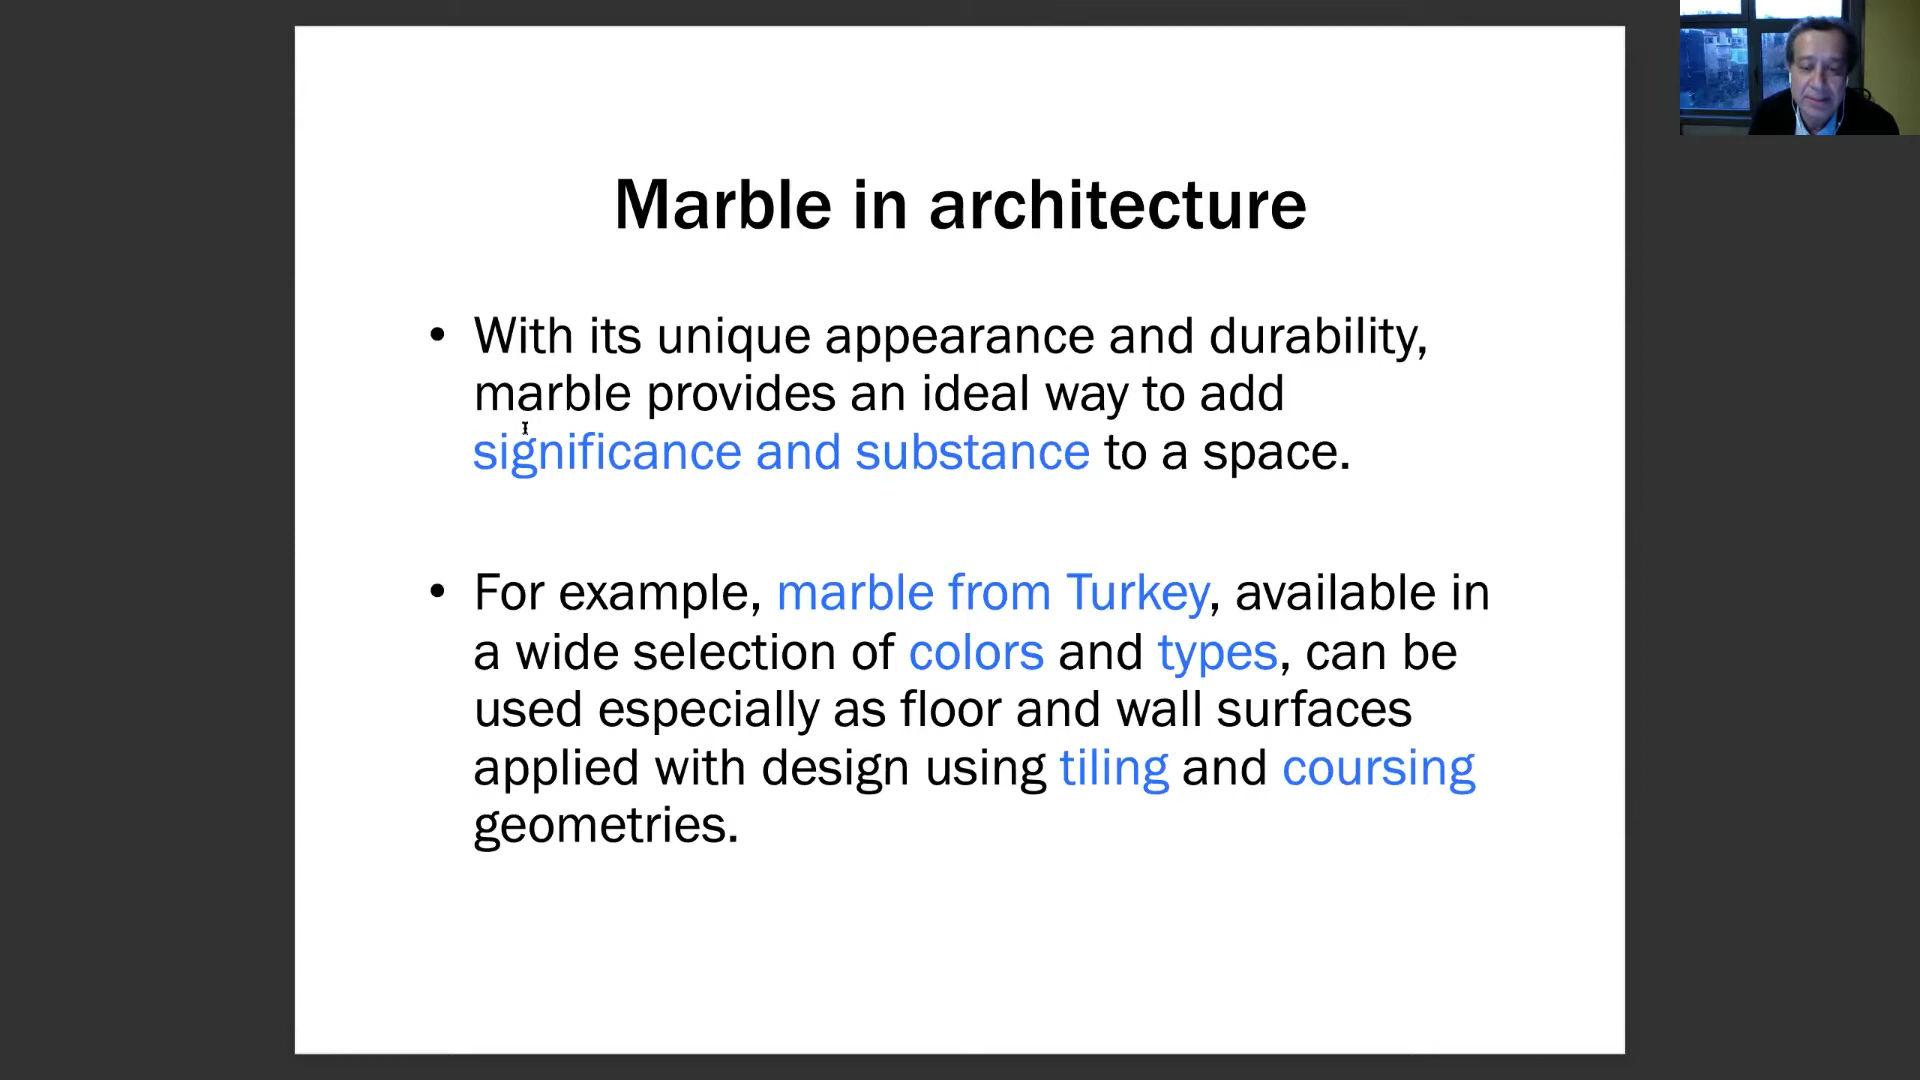 Marble in architecture
• With its unique appearance and durability,
marble provides an ideal way to add
significance and substance to a space.
• For example, marble from Turkey, available in
a wide selection of colors and types, can be
used especially as floor and wall surfaces
applied with design using tiling and coursing
geometries.